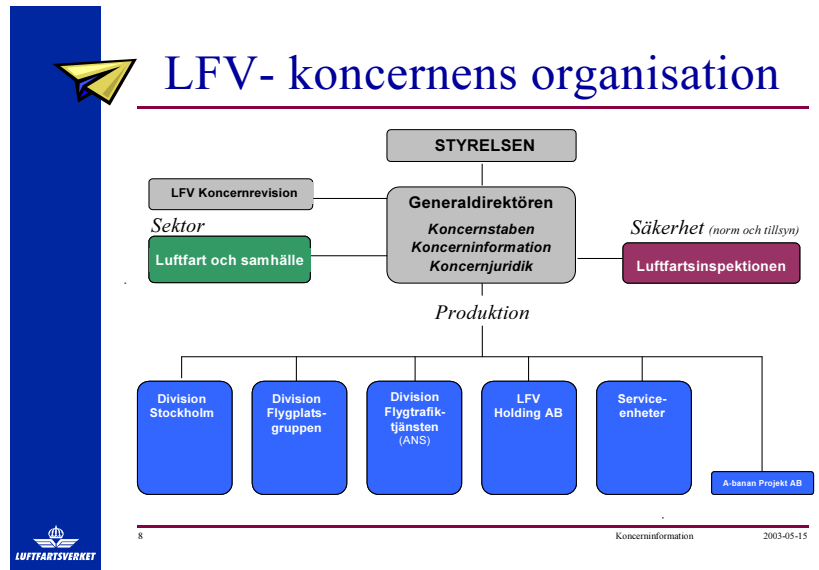 LFV- koncernens organisation
STYRELSEN
LFV Koncernrevision
Generaldirektören
Koncernstaben
Koncerninformation
Koncernjuridik
Sektor
Luftfart och samhälle
Säkerhet (norm och tillsyn)
Luftfartsinspektionen
Produktion
Division
Stockholm
Division
Flygplats-
gruppen
Division
Flygtrafik-
tjänsten
(ANS)
LFV
Holding AB
Service-
enheter
A-banan Projekt AB
8
Koncerninformation
2003-05-15
LUFTFARTSVERKET